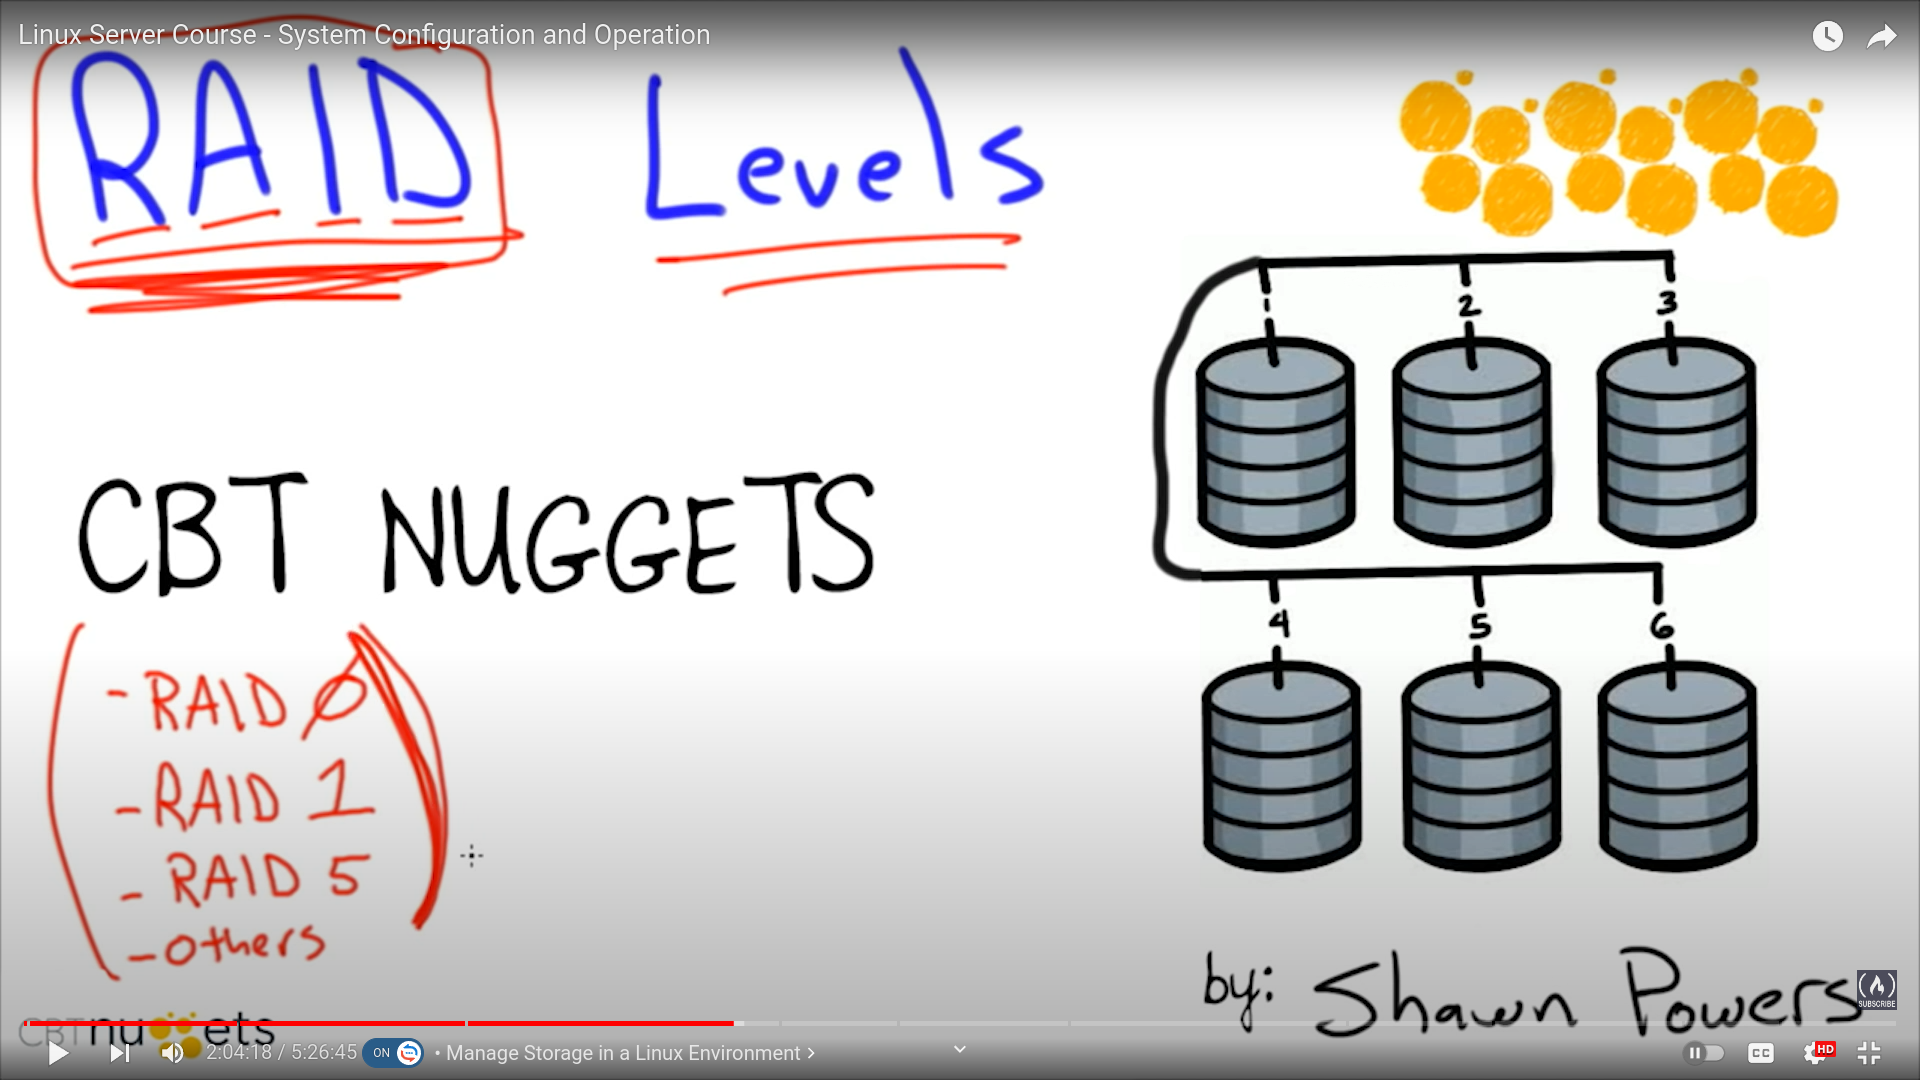 Linux Server Course - System Configuration and Operation
RAID Levels
1 2 3
CBT NUGGETS
4 5 6
- RAID 0
- RAID 1
- RAID 5
- others
by: Shawn Powers
SUBSCRIBE
CBTnuggets
2:04:18 / 5:26:45 ON • Manage Storage in a Linux Environment CC HD